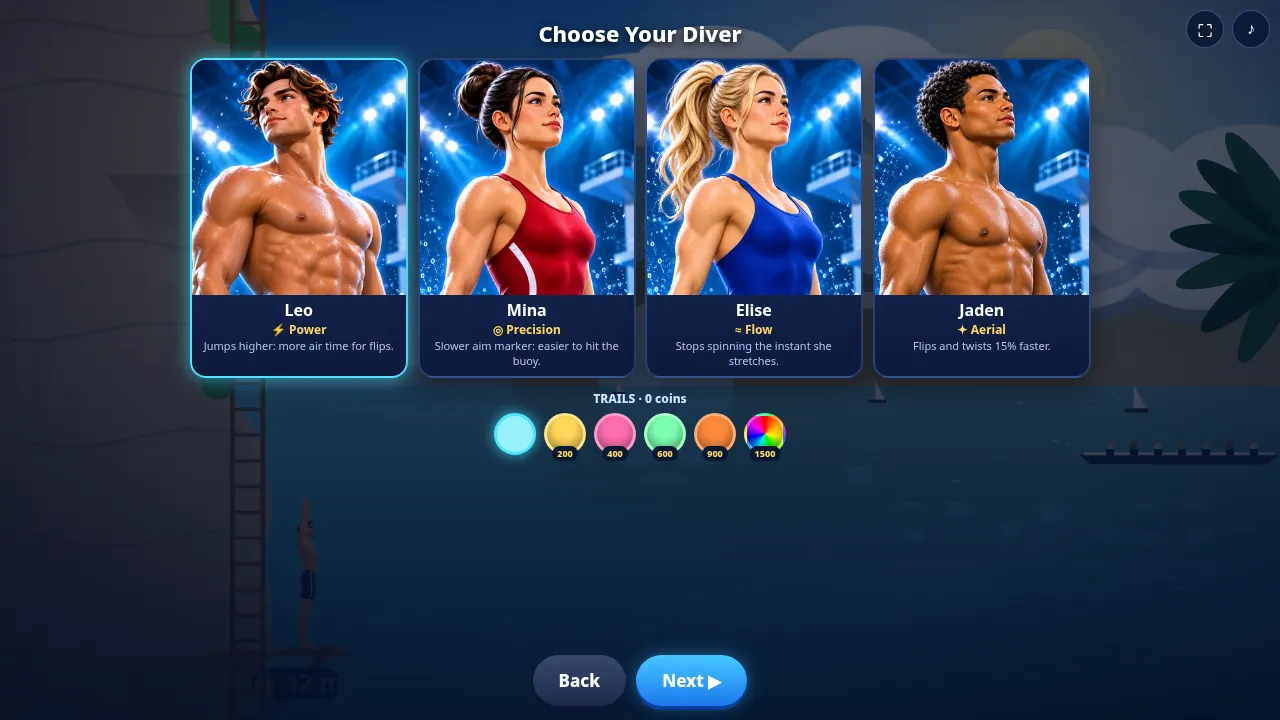 Choose Your Diver
Leo
⚡ Power
Jumps higher: more air time for flips.
Mina
◎ Precision
Slower aim marker: easier to hit the
buoy.
Elise
≈ Flow
Stops spinning the instant she
stretches.
Jaden
✦ Aerial
Flips and twists 15% faster.
TRAILS · 0 coins
200
400
600
900
1500
12 m
Back
Next ▶